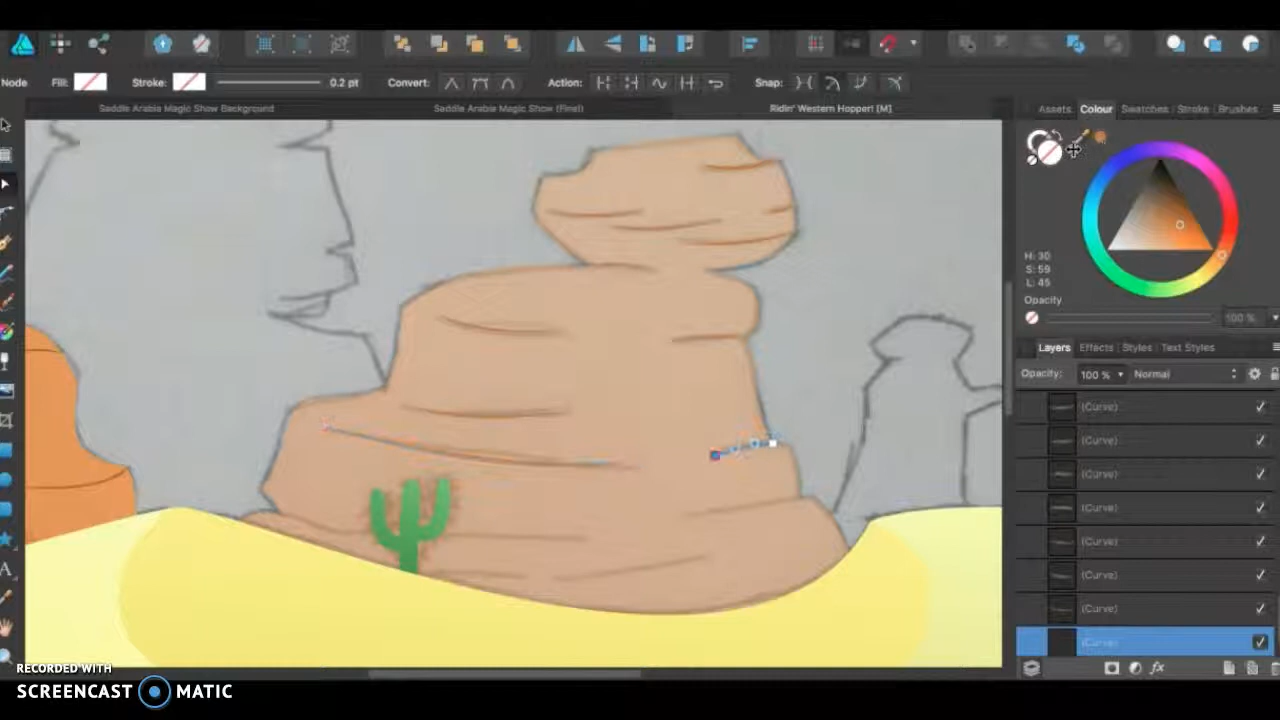 Node Fill: Stroke: 0.2 pt Convert: Action: Snap:
Saddle Arabia Magic Show Background Saddle Arabia Magic Show (Final) Ridin' Western Hopper! [M]
Assets Colour Swatches Stroke Brushes
H: 30
S: 59
L: 45
Opacity
100 %
Layers Effects Styles Text Styles
Opacity: 100 % Normal
(Curve)
(Curve)
(Curve)
(Curve)
(Curve)
(Curve)
(Curve)
(Curve)
RECORDED WITH
SCREENCAST MATIC